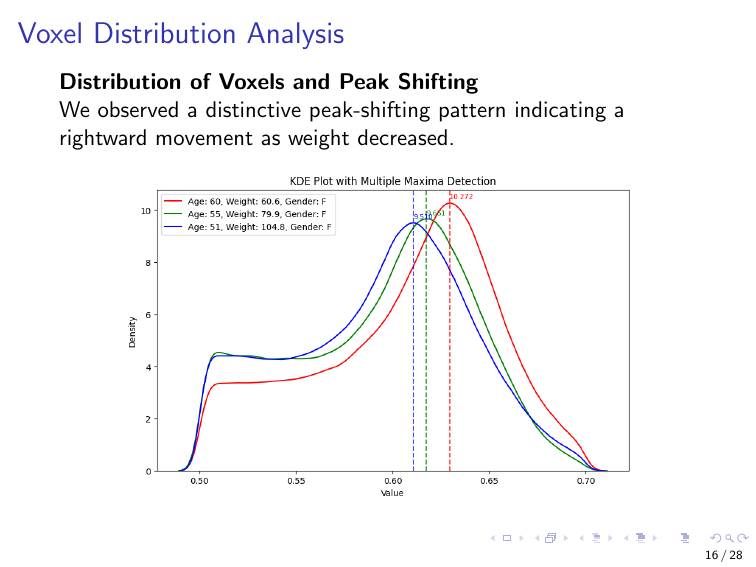 Voxel Distribution Analysis
Distribution of Voxels and Peak Shifting
We observed a distinctive peak-shifting pattern indicating a
rightward movement as weight decreased.
KDE Plot with Multiple Maxima Detection
Age: 60, Weight: 60.6, Gender: F
Age: 55, Weight: 79.9, Gender: F
Age: 51, Weight: 104.8, Gender: F
10.272
9.510
10
8
6
4
2
0
Density
0.50 0.55 0.60 0.65 0.70
Value
16 / 28